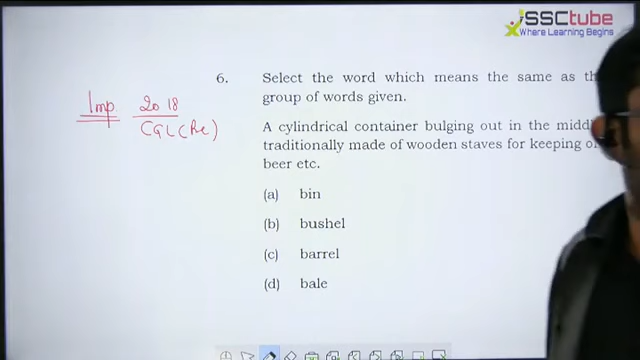 SSCtube
Where Learning Begins
Imp 2018
CGL (Re)
6. Select the word which means the same as th
group of words given.
A cylindrical container bulging out in the middl
traditionally made of wooden staves for keeping o
beer etc.
(a) bin
(b) bushel
(c) barrel
(d) bale